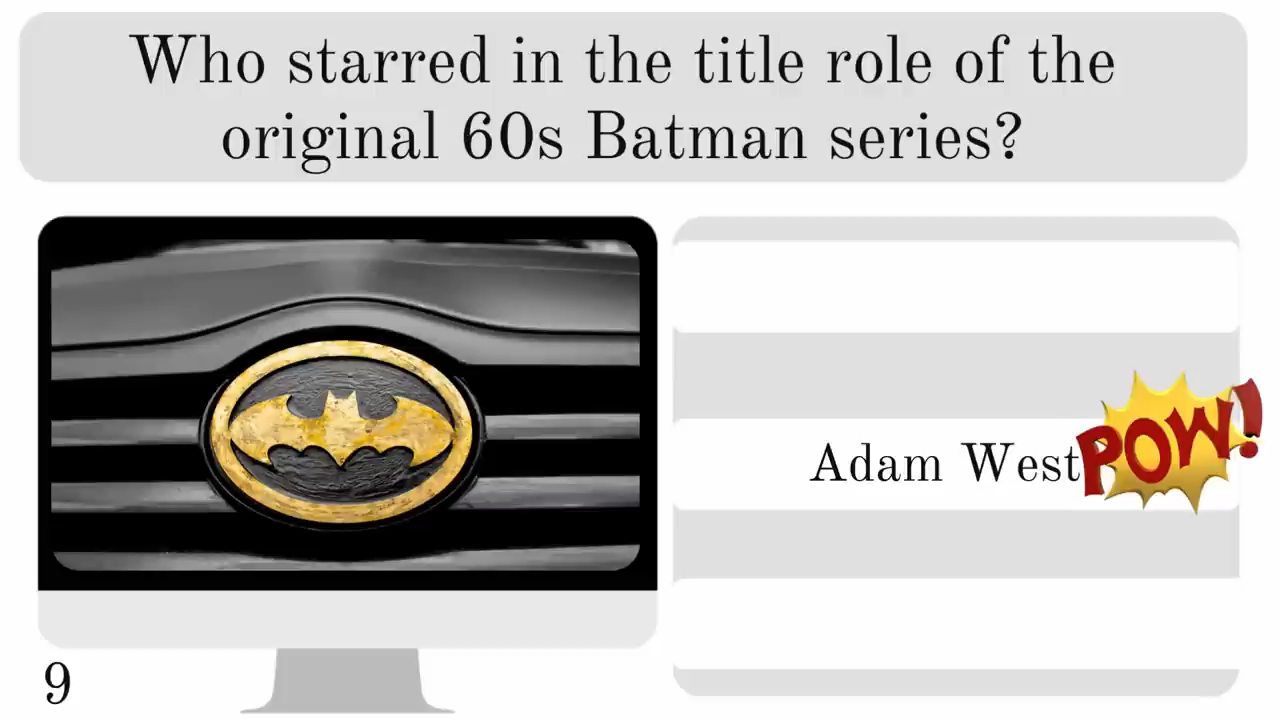 Who starred in the title role of the
original 60s Batman series?
Adam West
POW!
9